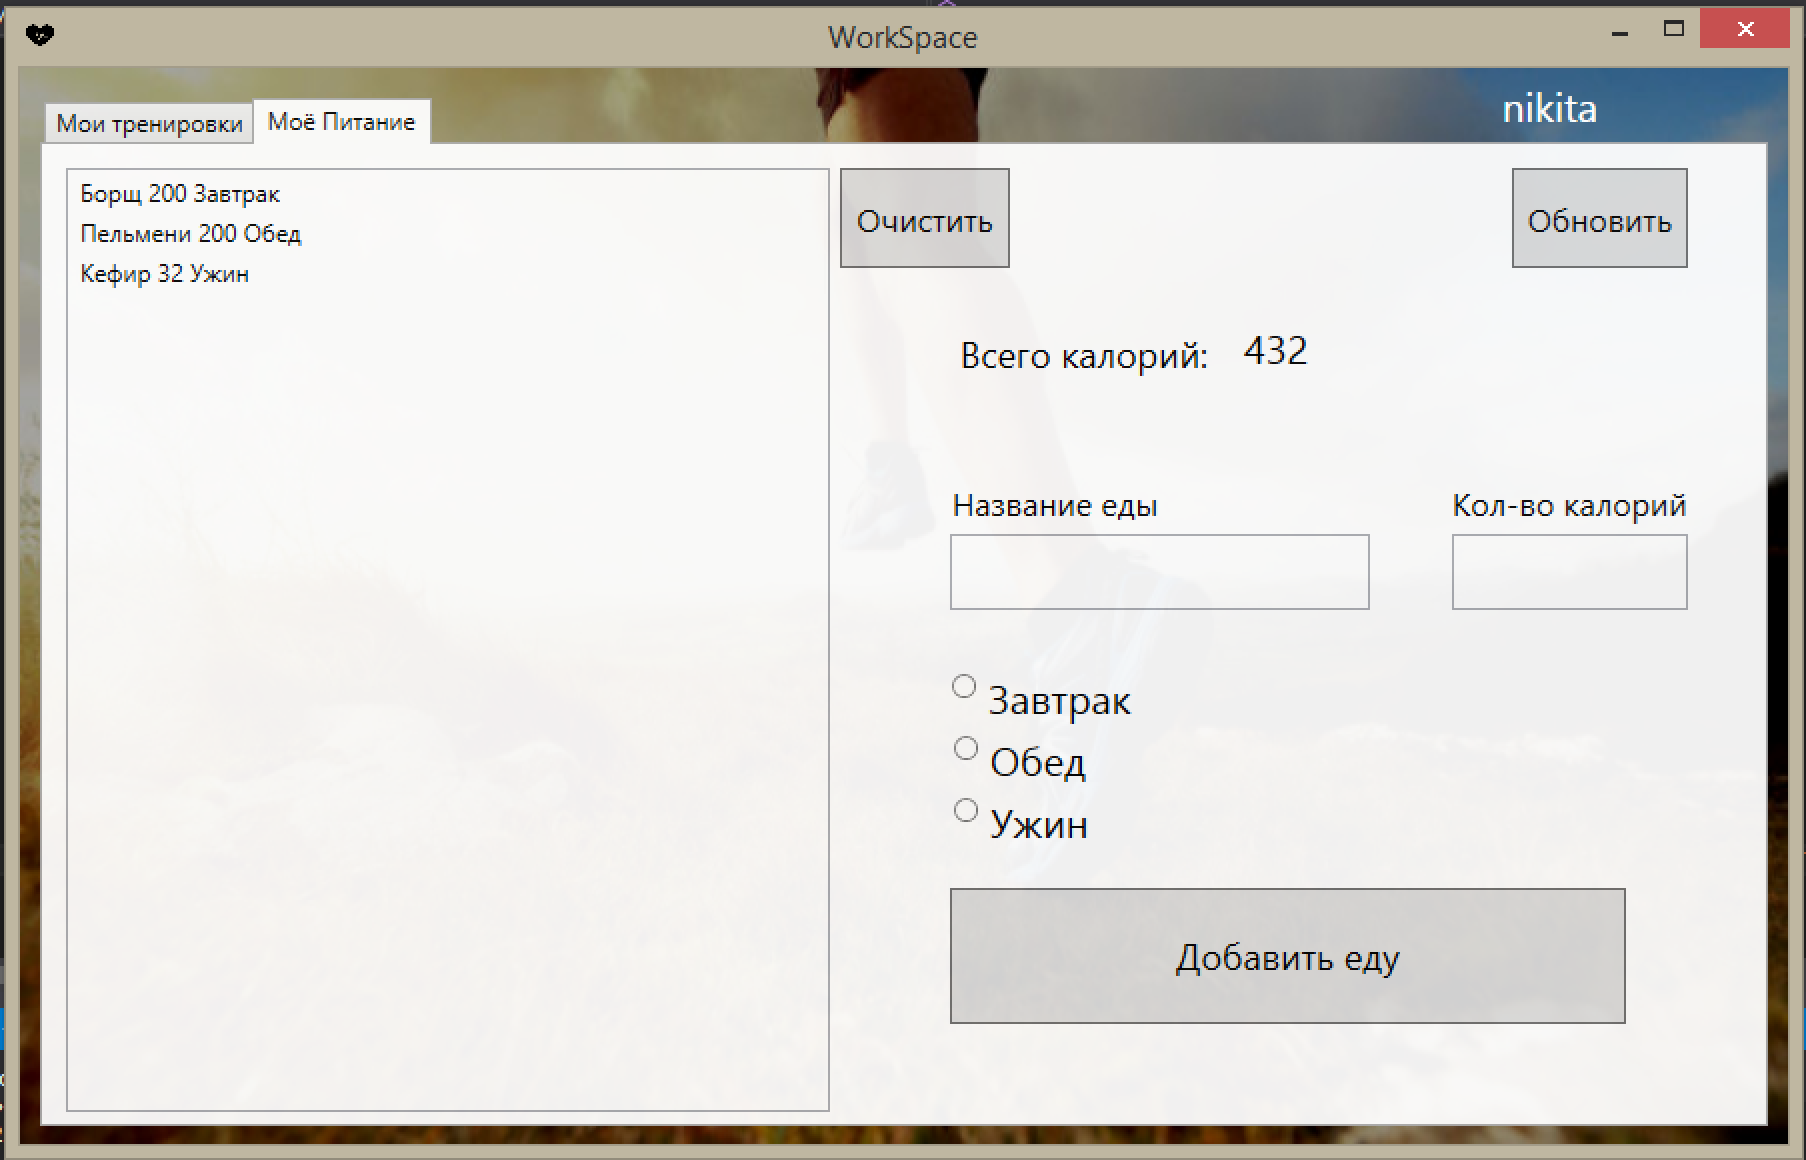 WorkSpace
nikita
Мои тренировки
Моё Питание
Борщ 200 Завтрак
Пельмени 200 Обед
Кефир 32 Ужин
Очистить
Обновить
Всего калорий: 432
Название еды
Кол-во калорий
Завтрак
Обед
Ужин
Добавить еду